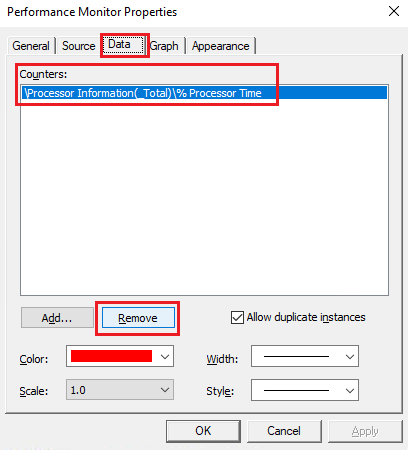 Performance Monitor Properties
General Source Data Graph Appearance
Counters:
\Processor Information(_Total)\% Processor Time
Add... Remove Allow duplicate instances
Color: Width:
Scale: 1.0 Style:
OK Cancel Apply